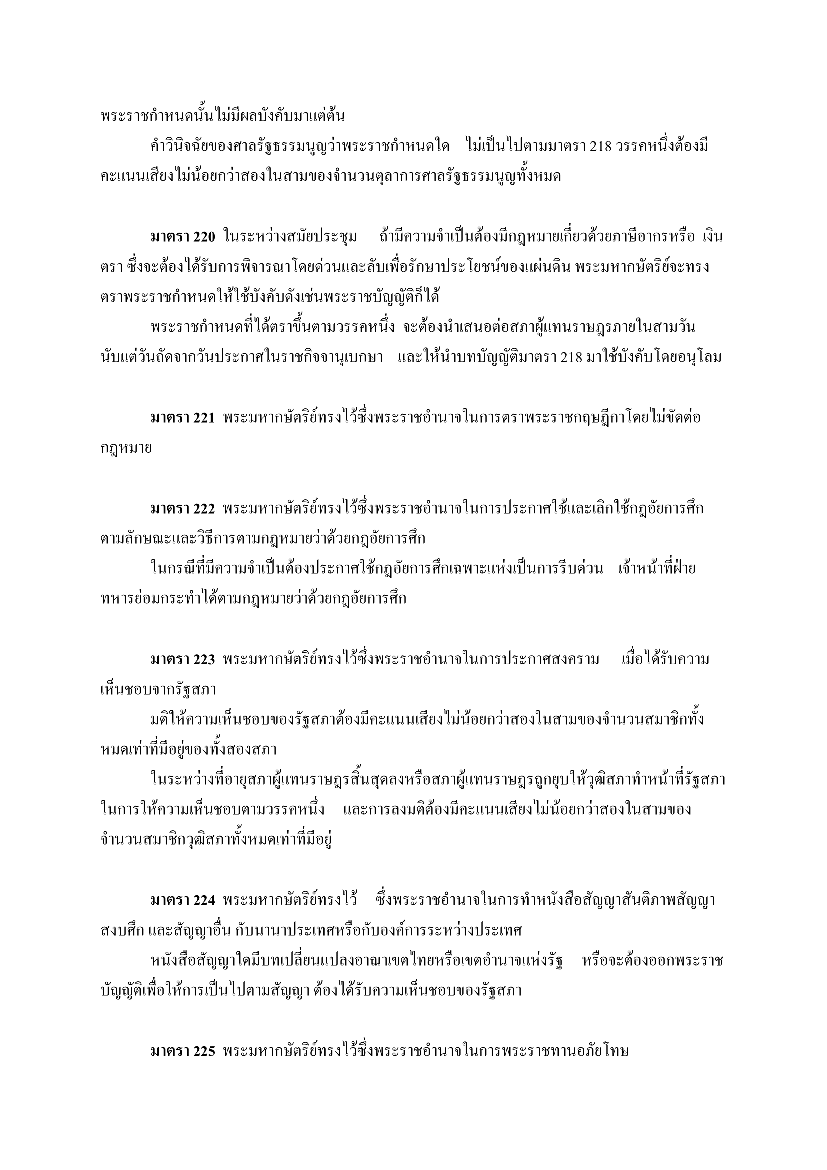 พระราชกำหนดนั้นไม่มีผลบังคับมาแต่ต้น
คำวินิจฉัยของศาลรัฐธรรมนูญว่าพระราชกำหนดใด ไม่เป็นไปตามมาตรา 218 วรรคหนึ่งต้องมี
คะแนนเสียงไม่น้อยกว่าสองในสามของจำนวนตุลาการศาลรัฐธรรมนูญทั้งหมด
มาตรา 220 ในระหว่างสมัยประชุม ถ้ามีความจำเป็นต้องมีกฎหมายเกี่ยวด้วยภาษีอากรหรือ เงิน
ตรา ซึ่งจะต้องได้รับการพิจารณาโดยด่วนและลับเพื่อรักษาประโยชน์ของแผ่นดิน พระมหากษัตริย์จะทรง
ตราพระราชกำหนดให้ใช้บังคับดังเช่นพระราชบัญญัติก็ได้
พระราชกำหนดที่ได้ตราขึ้นตามวรรคหนึ่ง จะต้องนำเสนอต่อสภาผู้แทนราษฎรภายในสามวัน
นับแต่วันถัดจากวันประกาศในราชกิจจานุเบกษา และให้นำบทบัญญัติมาตรา 218 มาใช้บังคับโดยอนุโลม
มาตรา 221 พระมหากษัตริย์ทรงไว้ซึ่งพระราชอำนาจในการตราพระราชกฤษฎีกาโดยไม่ขัดต่อ
กฎหมาย
มาตรา 222 พระมหากษัตริย์ทรงไว้ซึ่งพระราชอำนาจในการประกาศใช้และเลิกใช้กฎอัยการศึก
ตามลักษณะและวิธีการตามกฎหมายว่าด้วยกฎอัยการศึก
ในกรณีที่มีความจำเป็นต้องประกาศใช้กฎอัยการศึกเฉพาะแห่งเป็นการรีบด่วน เจ้าหน้าที่ฝ่าย
ทหารย่อมกระทำได้ตามกฎหมายว่าด้วยกฎอัยการศึก
มาตรา 223 พระมหากษัตริย์ทรงไว้ซึ่งพระราชอำนาจในการประกาศสงคราม เมื่อได้รับความ
เห็นชอบจากรัฐสภา
มติให้ความเห็นชอบของรัฐสภาต้องมีคะแนนเสียงไม่น้อยกว่าสองในสามของจำนวนสมาชิกทั้ง
หมดเท่าที่มีอยู่ของทั้งสองสภา
ในระหว่างที่อายุสภาผู้แทนราษฎรสิ้นสุดลงหรือสภาผู้แทนราษฎรถูกยุบให้วุฒิสภาทำหน้าที่รัฐสภา
ในการให้ความเห็นชอบตามวรรคหนึ่ง และการลงมติต้องมีคะแนนเสียงไม่น้อยกว่าสองในสามของ
จำนวนสมาชิกวุฒิสภาทั้งหมดเท่าที่มีอยู่
มาตรา 224 พระมหากษัตริย์ทรงไว้ ซึ่งพระราชอำนาจในการทำหนังสือสัญญาสันติภาพสัญญา
สงบศึก และสัญญาอื่น กับนานาประเทศหรือกับองค์การระหว่างประเทศ
หนังสือสัญญาใดมีบทเปลี่ยนแปลงอาณาเขตไทยหรือเขตอำนาจแห่งรัฐ หรือจะต้องออกพระราช
บัญญัติเพื่อให้การเป็นไปตามสัญญา ต้องได้รับความเห็นชอบของรัฐสภา
มาตรา 225 พระมหากษัตริย์ทรงไว้ซึ่งพระราชอำนาจในการพระราชทานอภัยโทษ